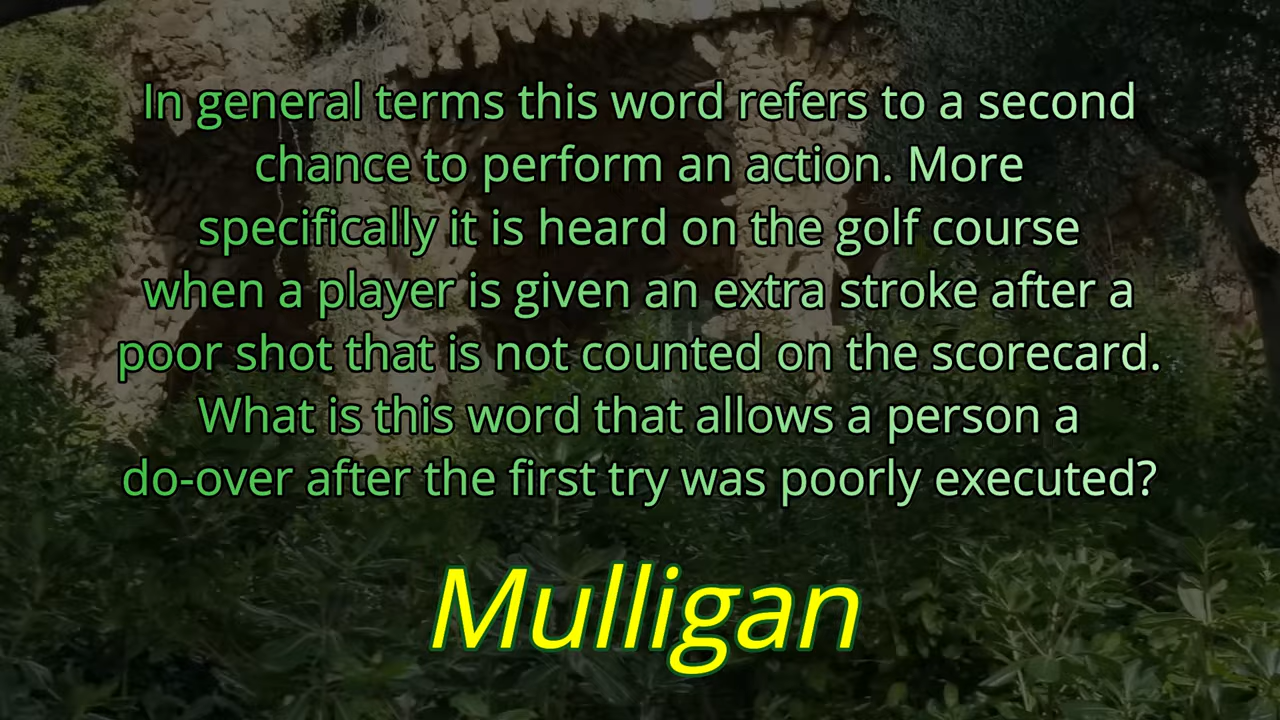 In general terms this word refers to a second
chance to perform an action. More
specifically it is heard on the golf course
when a player is given an extra stroke after a
poor shot that is not counted on the scorecard.
What is this word that allows a person a
do-over after the first try was poorly executed?
Mulligan